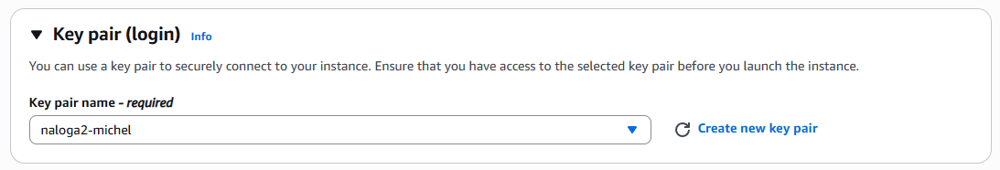 Key pair (login) Info
You can use a key pair to securely connect to your instance. Ensure that you have access to the selected key pair before you launch the instance.
Key pair name - required
naloga2-michel
Create new key pair